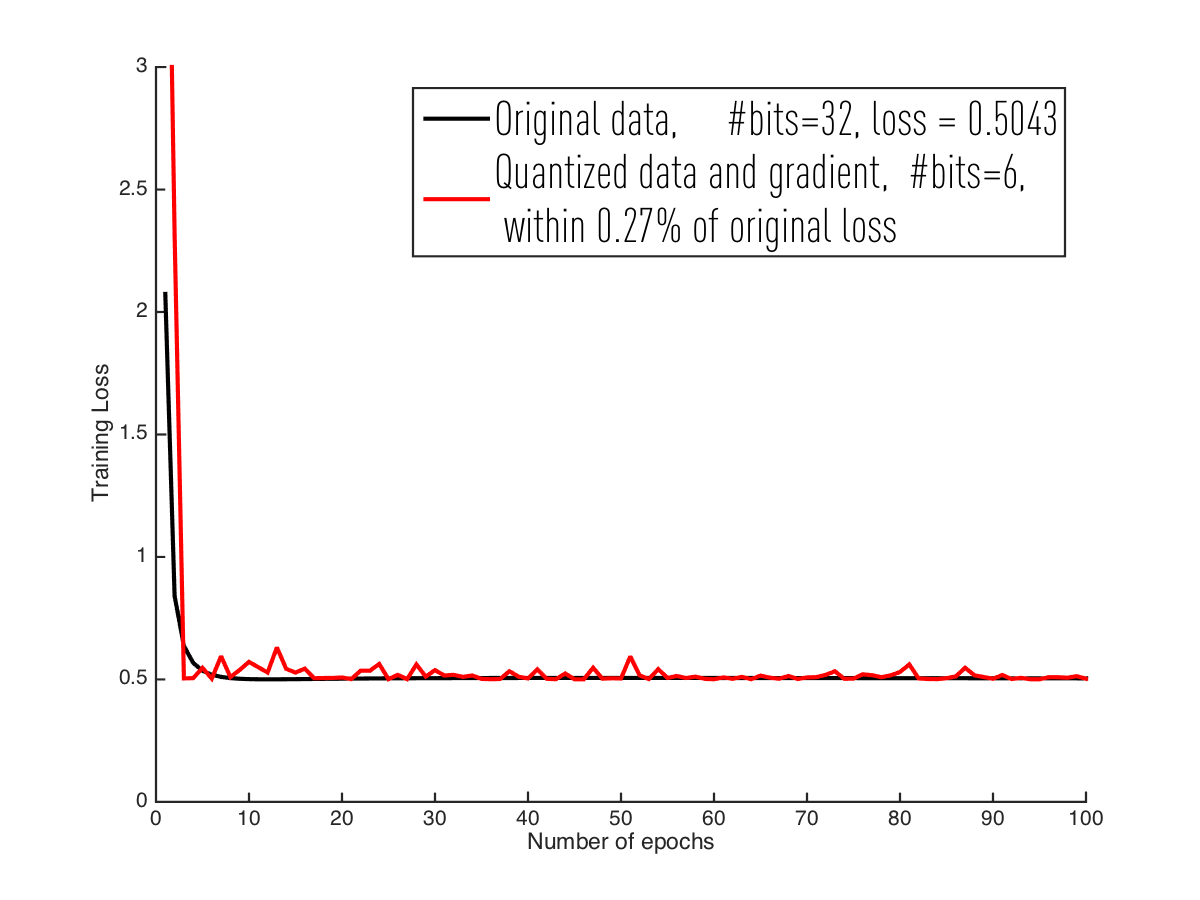 3
2.5
2
1.5
1
0.5
0
Training Loss
Original data, #bits=32, loss = 0.5043
Quantized data and gradient, #bits=6,
within 0.27% of original loss
0 10 20 30 40 50 60 70 80 90 100
Number of epochs